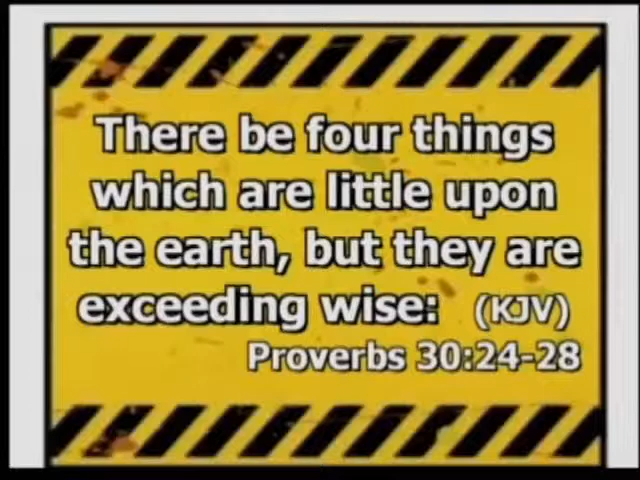 There be four things
which are little upon
the earth, but they are
exceeding wise: (KJV)
Proverbs 30:24-28